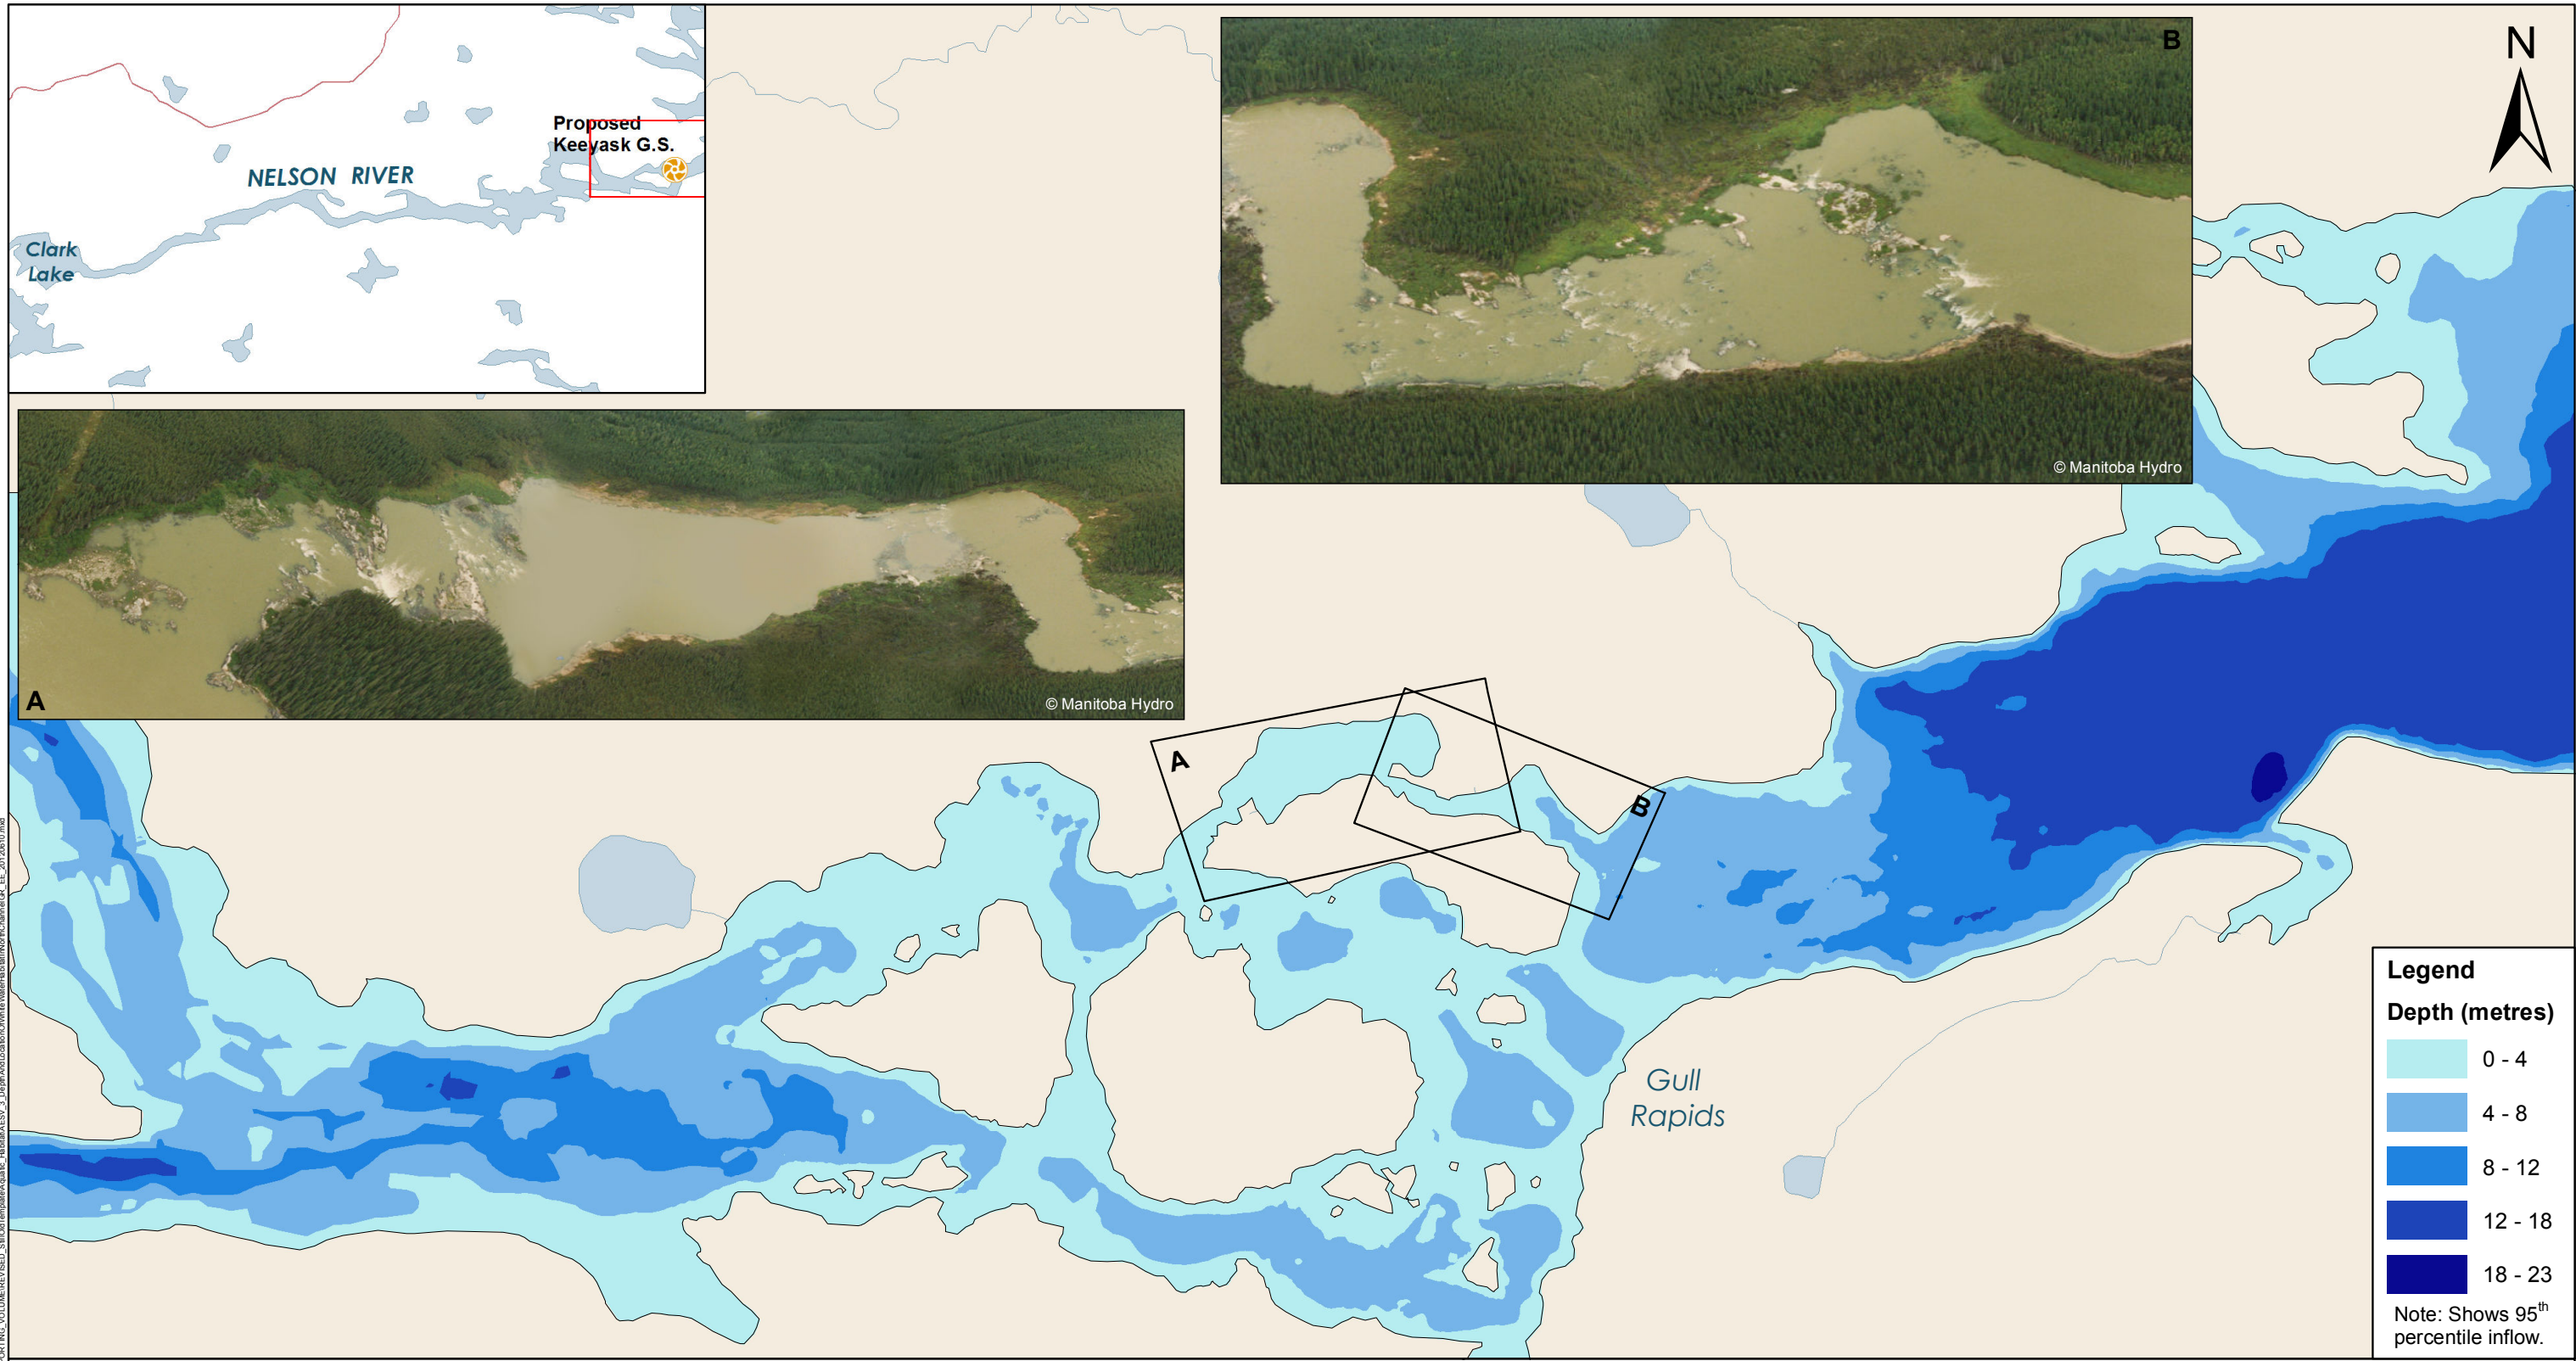 Proposed
Keeyask G.S.
NELSON RIVER
Clark
Lake
B
© Manitoba Hydro
N
A
© Manitoba Hydro
A
B
Gull
Rapids
Legend
Depth (metres)
0 - 4
4 - 8
8 - 12
12 - 18
18 - 23
Note: Shows 95th
percentile inflow.